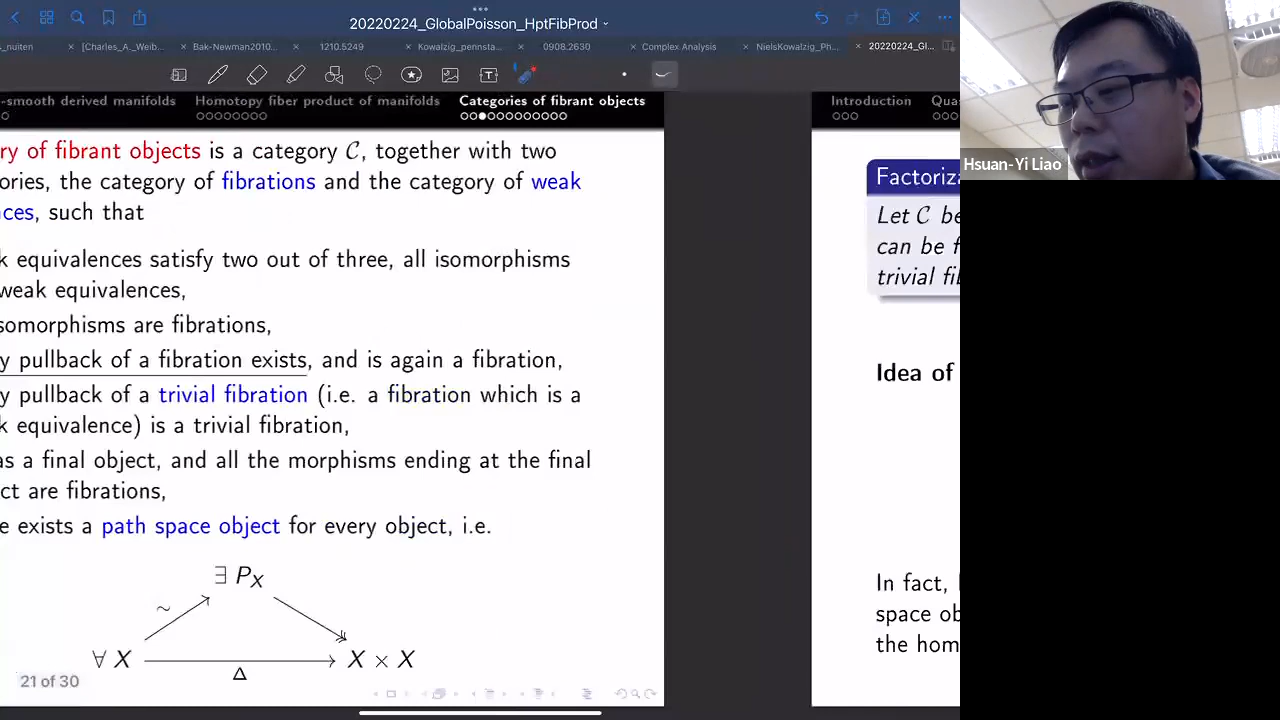 20220224_GlobalPoisson_HptFibProd
_nuiten
[Charles_A._Weib...
Bak-Newman2010...
1210.5249
Kowalzig_pennsta...
0908.2630
Complex Analysis
NielsKowalzig_Ph...
20220224_Gl...
-smooth derived manifolds
Homotopy fiber product of manifolds
Categories of fibrant objects
ry of fibrant objects is a category C, together with two
ories, the category of fibrations and the category of weak
nces, such that
k equivalences satisfy two out of three, all isomorphisms
weak equivalences,
somorphisms are fibrations,
y pullback of a fibration exists, and is again a fibration,
y pullback of a trivial fibration (i.e. a fibration which is a
k equivalence) is a trivial fibration,
as a final object, and all the morphisms ending at the final
ct are fibrations,
e exists a path space object for every object, i.e.
∃ P_X
∼
∀ X
X × X
Δ
21 of 30
Introduction
Qua
Factoriza
Let C be
can be f
trivial fib
Idea of
In fact,
space ob
the hom
Hsuan-Yi Liao